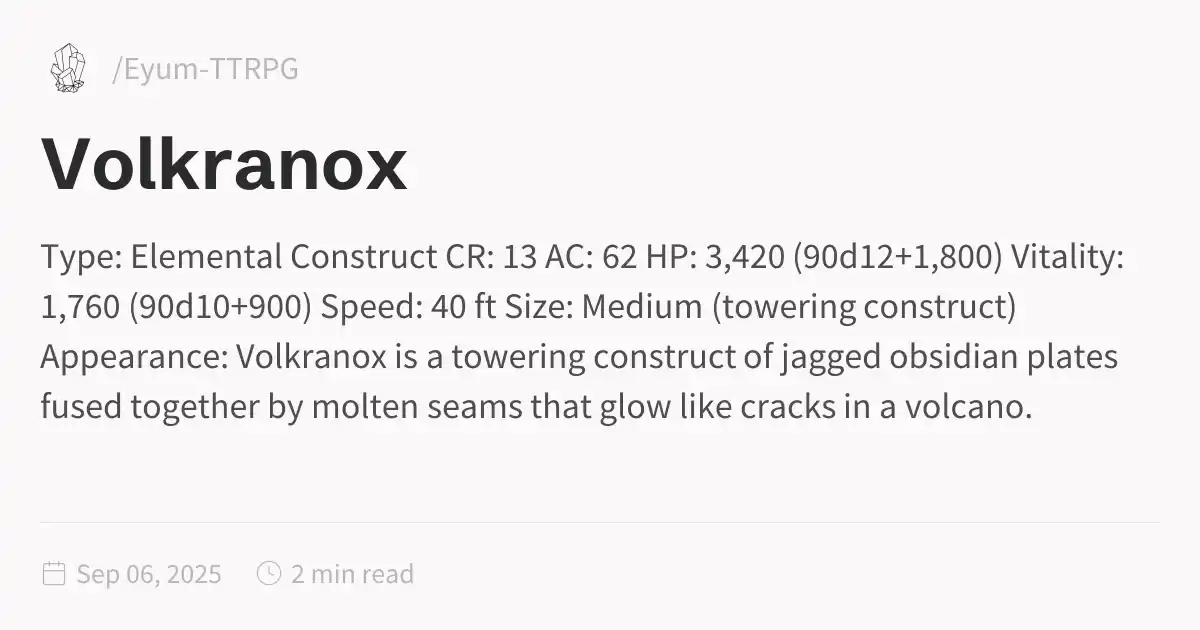 /Eyum-TTRPG
Volkranox
Type: Elemental Construct CR: 13 AC: 62 HP: 3,420 (90d12+1,800) Vitality:
1,760 (90d10+900) Speed: 40 ft Size: Medium (towering construct)
Appearance: Volkranox is a towering construct of jagged obsidian plates
fused together by molten seams that glow like cracks in a volcano.
Sep 06, 2025 2 min read